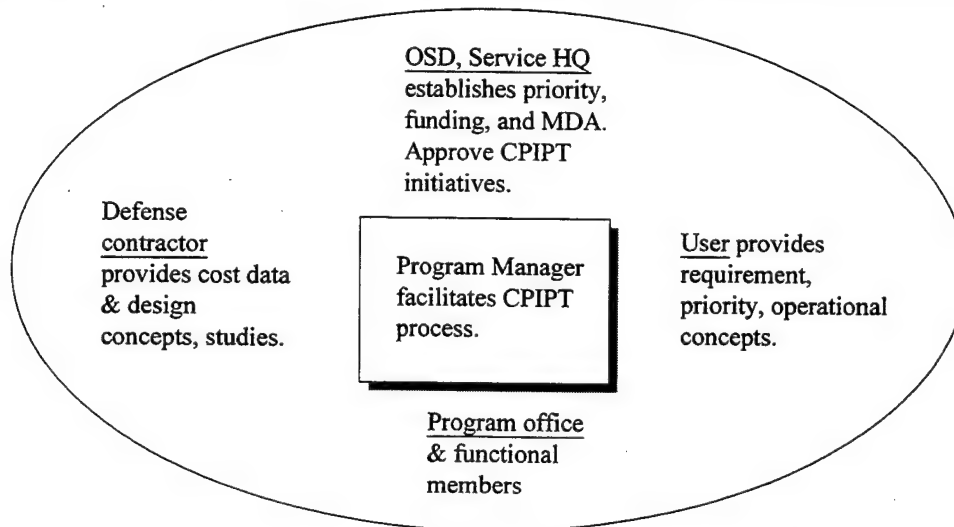 OSD, Service HQ
establishes priority,
funding, and MDA.
Approve CPIPT
initiatives.
Defense
contractor
provides cost data
& design
concepts, studies.
Program Manager
facilitates CPIPT
process.
User provides
requirement,
priority, operational
concepts.
Program office
& functional
members